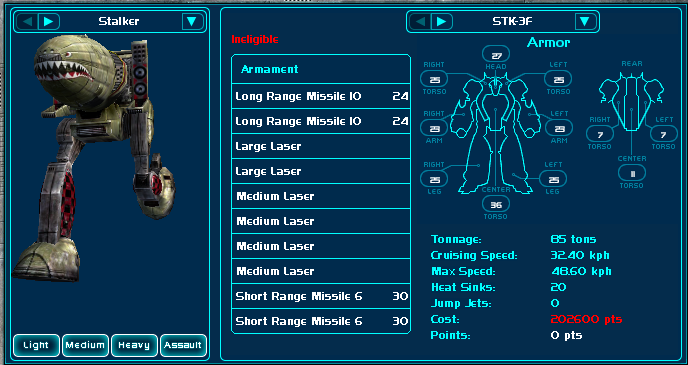 Stalker
STK-3F
Ineligible
Armament
Long Range Missile 10 24
Long Range Missile 10 24
Large Laser
Large Laser
Medium Laser
Medium Laser
Medium Laser
Medium Laser
Short Range Missile 6 30
Short Range Missile 6 30
Armor
27
HEAD
RIGHT
25
TORSO
LEFT
25
TORSO
RIGHT
29
ARM
LEFT
29
ARM
RIGHT
25
LEG
LEFT
25
LEG
CENTER
36
TORSO
REAR
RIGHT
7
TORSO
LEFT
7
TORSO
CENTER
11
TORSO
Tonnage: 85 tons
Cruising Speed: 32.40 kph
Max Speed: 48.60 kph
Heat Sinks: 20
Jump Jets: 0
Cost: 202600 pts
Points: 0 pts
Light
Medium
Heavy
Assault